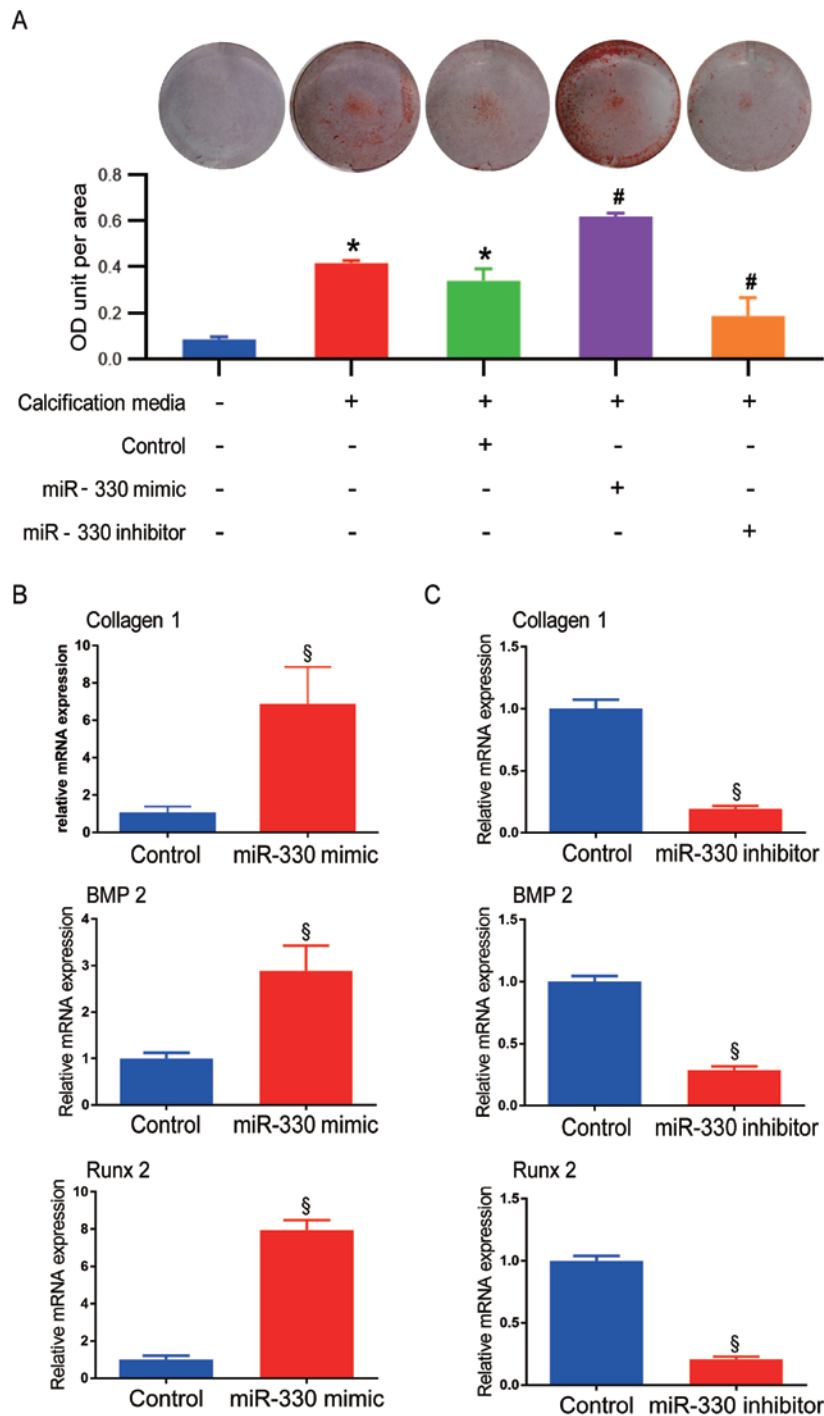 A
OD unit per area
0.8
0.6
0.4
0.2
0.0
* * # #
Calcification media - + + + +
Control - - + - -
miR - 330 mimic - - - + -
miR - 330 inhibitor - - - - +
B
Collagen 1
relative mRNA expression
10
8
6
4
2
0
§
Control miR-330 mimic
BMP 2
Relative mRNA expression
4
3
2
1
0
§
Control miR-330 mimic
Runx 2
Relative mRNA expression
10
8
6
4
2
0
§
Control miR-330 mimic
C
Collagen 1
Relative mRNA expression
1.5
1.0
0.5
0.0
§
Control miR-330 inhibitor
BMP 2
Relative mRNA expression
1.5
1.0
0.5
0.0
§
Control miR-330 inhibitor
Runx 2
Relative mRNA expression
1.5
1.0
0.5
0.0
§
Control miR-330 inhibitor